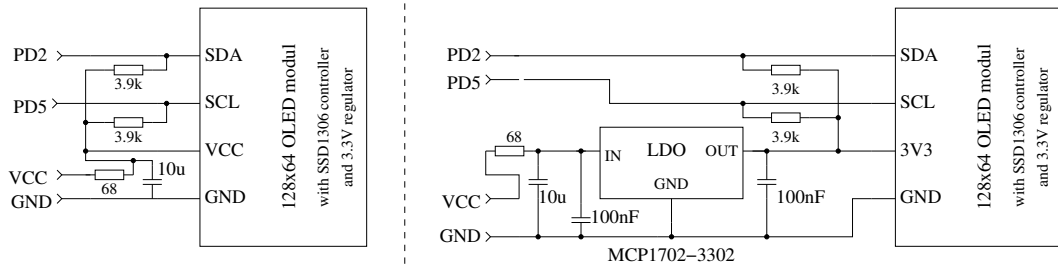 PD2
SDA
3.9k
PD5
SCL
3.9k
VCC
VCC
68
10u
GND
GND
128x64 OLED modul
with SSD1306 controller
and 3.3V regulator
PD2
SDA
PD5
3.9k
SCL
3.9k
68
IN
LDO
OUT
GND
3V3
VCC
10u
100nF
100nF
GND
GND
MCP1702-3302
128x64 OLED modul
with SSD1306 controller
and 3.3V regulator